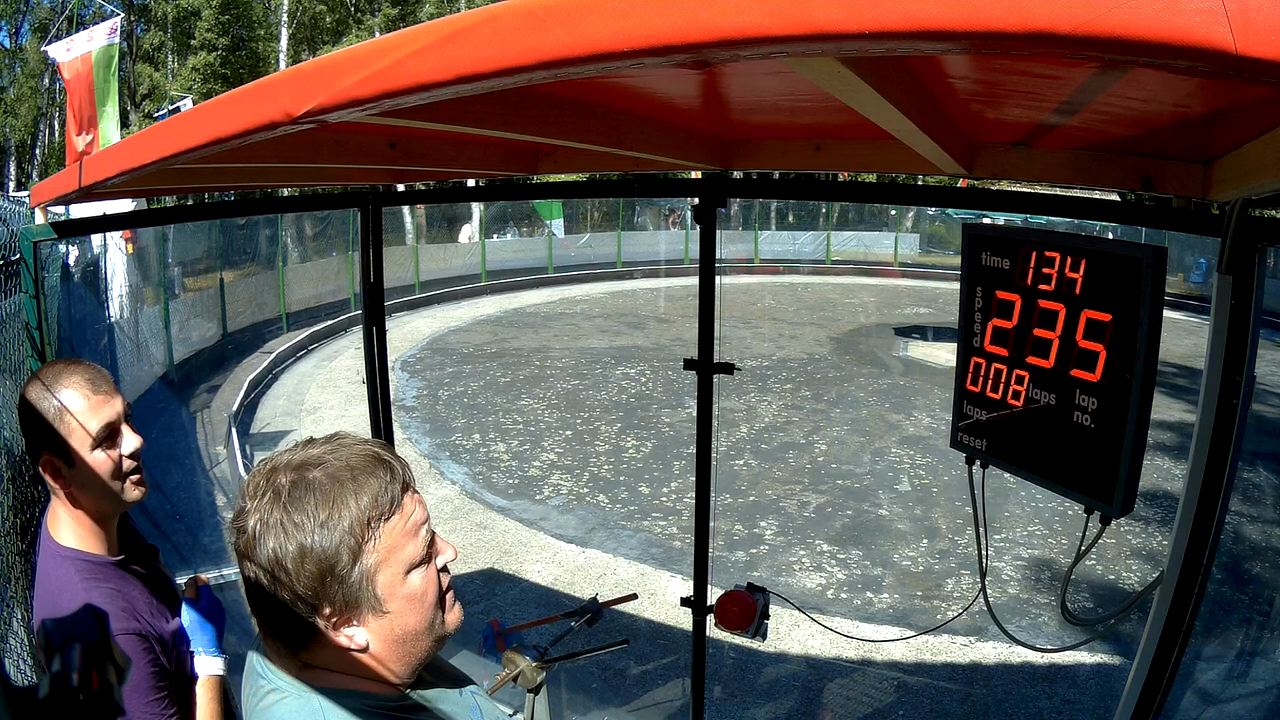 time 134
speed 235
008 laps
laps lap no.
reset